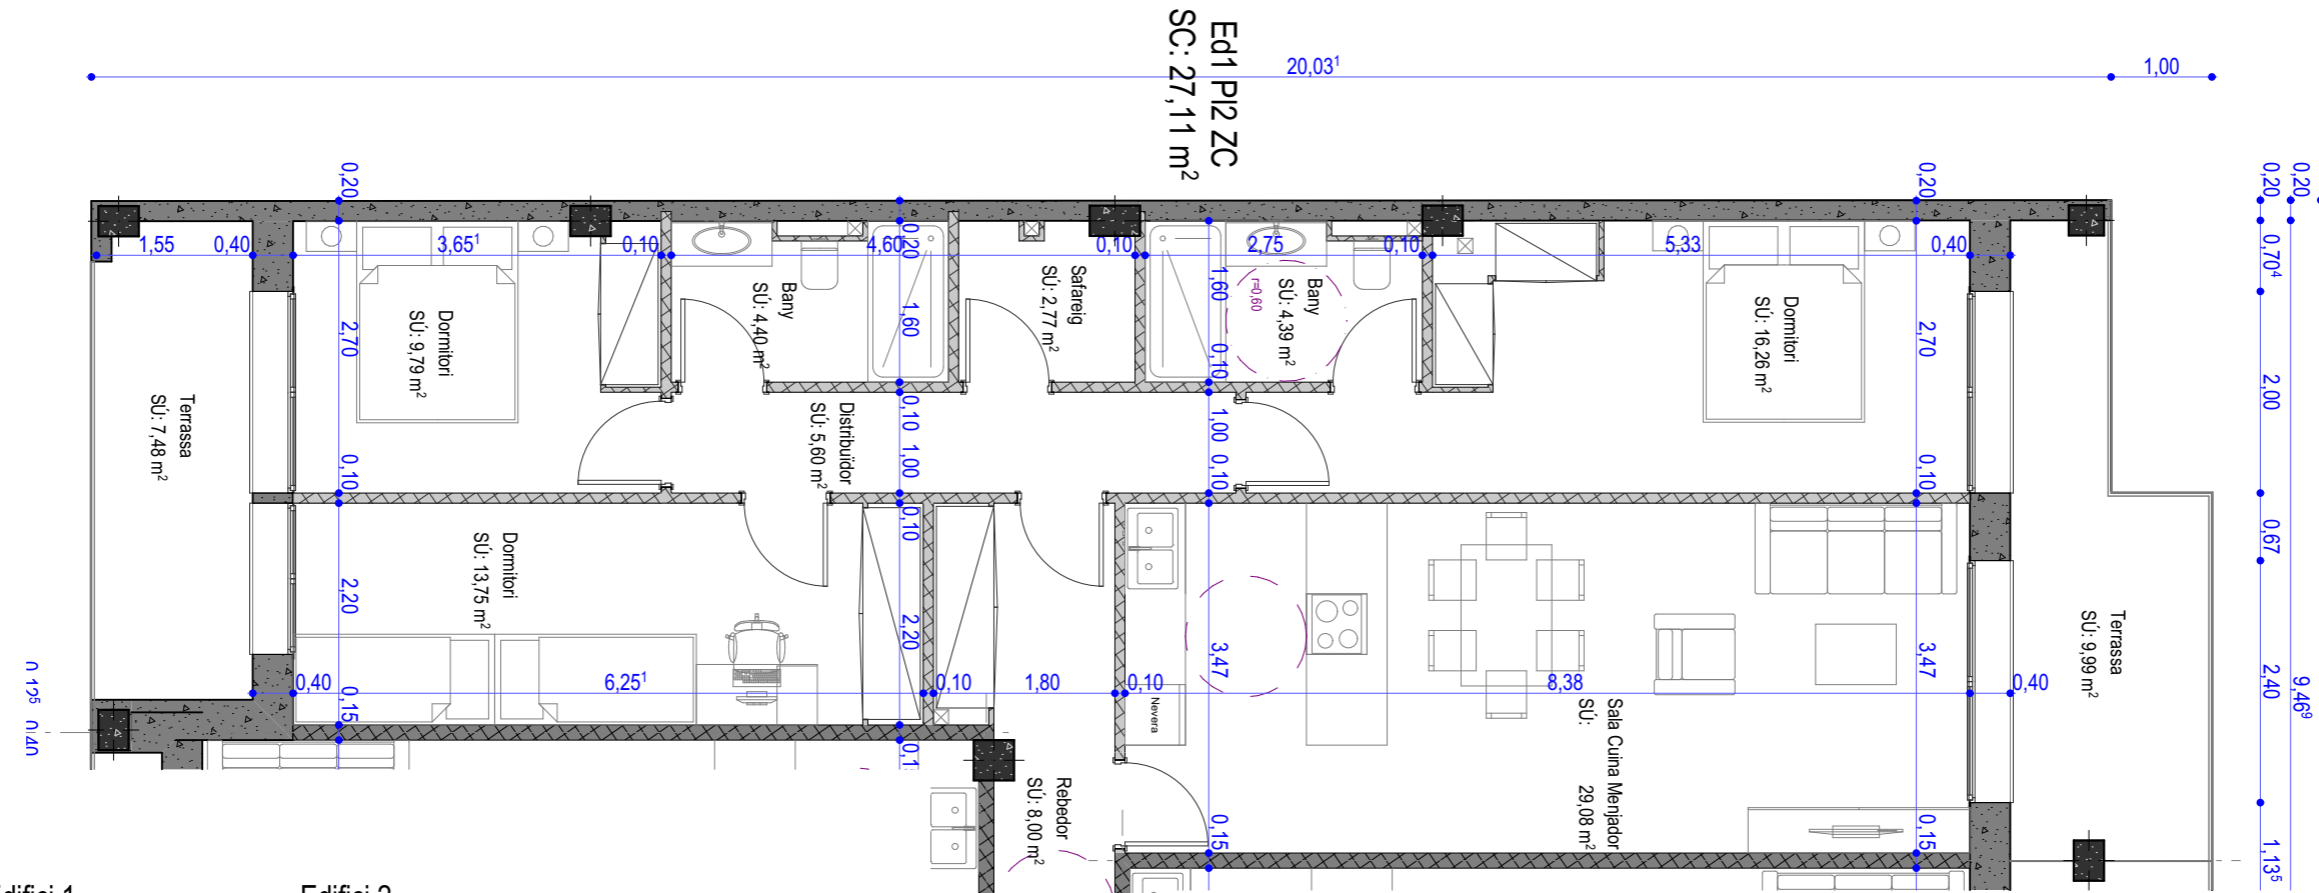 Ed1 Pl2 ZC
SC: 27,11 m²
20,03¹
1,00
0,20
0,20
0,20
0,20
1,55
0,40
3,65¹
0,10
4,60⁵
0,20
0,10
2,75
0,10
5,33
0,40
0,70⁴
Terrassa
SÚ: 7,48 m²
2,70
Dormitori
SÚ: 9,79 m²
Bany
SÚ: 4,40 m²
1,60
Safareig
SÚ: 2,77 m²
1,60
r=0,60
Bany
SÚ: 4,39 m²
Dormitori
SÚ: 16,26 m²
2,70
2,00
0,10
0,10
Distribuïdor
SÚ: 5,60 m²
0,10
1,00
1,00
0,10
0,10
0,10
Dormitori
SÚ: 13,75 m²
2,20
2,20
3,47
3,47
0,67
Terrassa
SÚ: 9,99 m²
0,40
6,25¹
0,10
1,80
0,10
8,38
0,40
2,40
9,46⁹
0,12⁵
0,40
0,15
Nevera
Sala Cuina Menjador
SÚ: 29,08 m²
Rebedor
SÚ: 8,00 m²
0,15
0,15
1,13⁵
Edifici 2